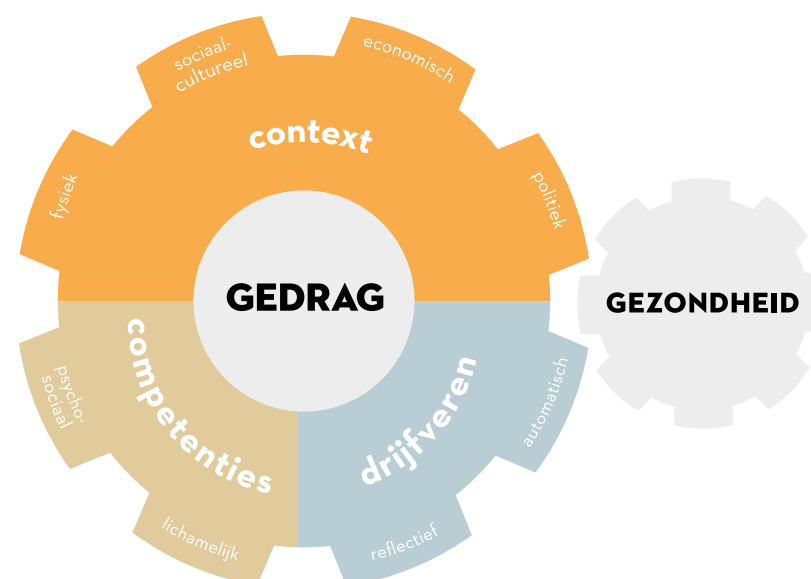 sociaal-
cultureel
economisch
context
fysiek
politiek
GEDRAG
GEZONDHEID
competenties
drijfveren
psycho-
sociaal
automatisch
lichamelijk
reflectief